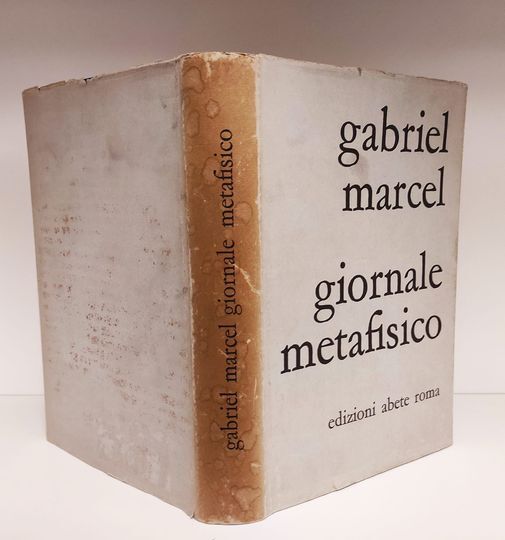 gabriel
marcel
giornale
metafisico
edizioni abete roma
gabriel marcel giornale metafisico